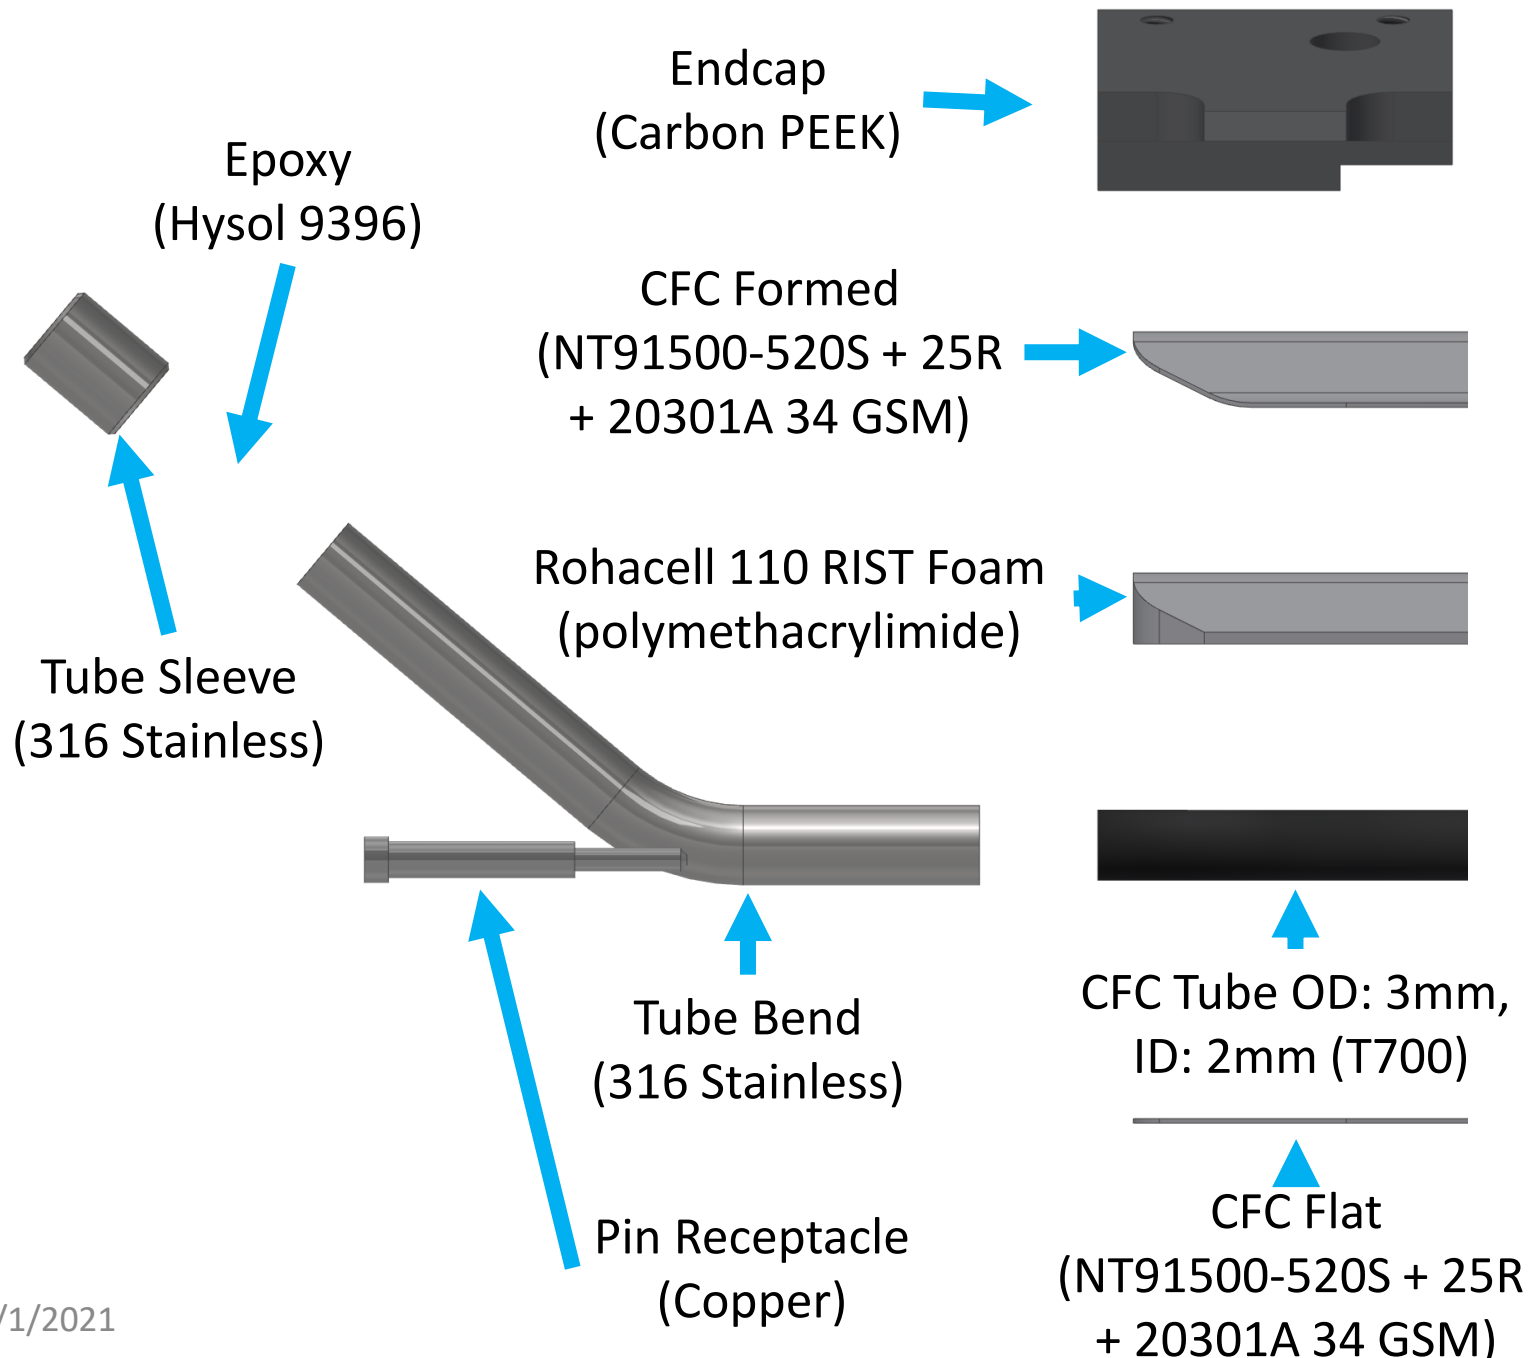 Endcap
(Carbon PEEK)
Epoxy
(Hysol 9396)
CFC Formed
(NT91500-520S + 25R
+ 20301A 34 GSM)
Rohacell 110 RIST Foam
(polymethacrylimide)
Tube Sleeve
(316 Stainless)
CFC Tube OD: 3mm,
ID: 2mm (T700)
Tube Bend
(316 Stainless)
CFC Flat
(NT91500-520S + 25R
+ 20301A 34 GSM)
Pin Receptacle
(Copper)
/1/2021